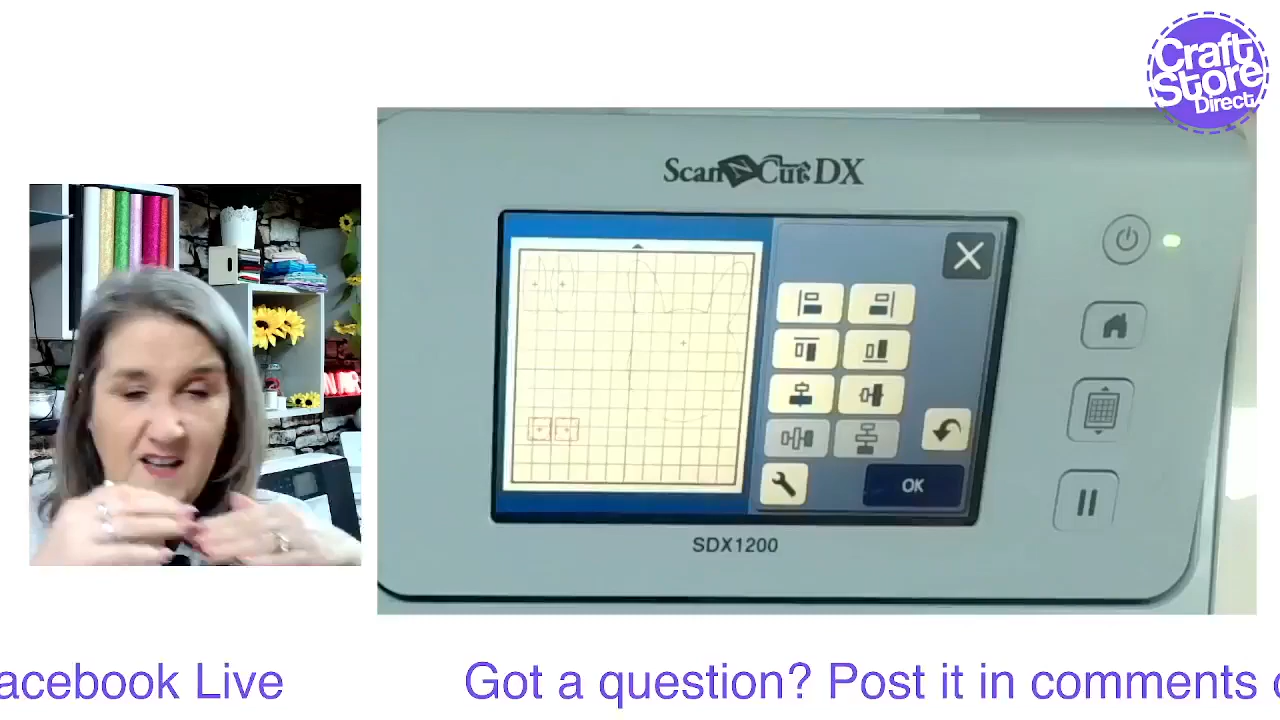 Craft
Store
Direct
ScanNCut DX
OK
SDX1200
acebook Live
Got a question? Post it in comments